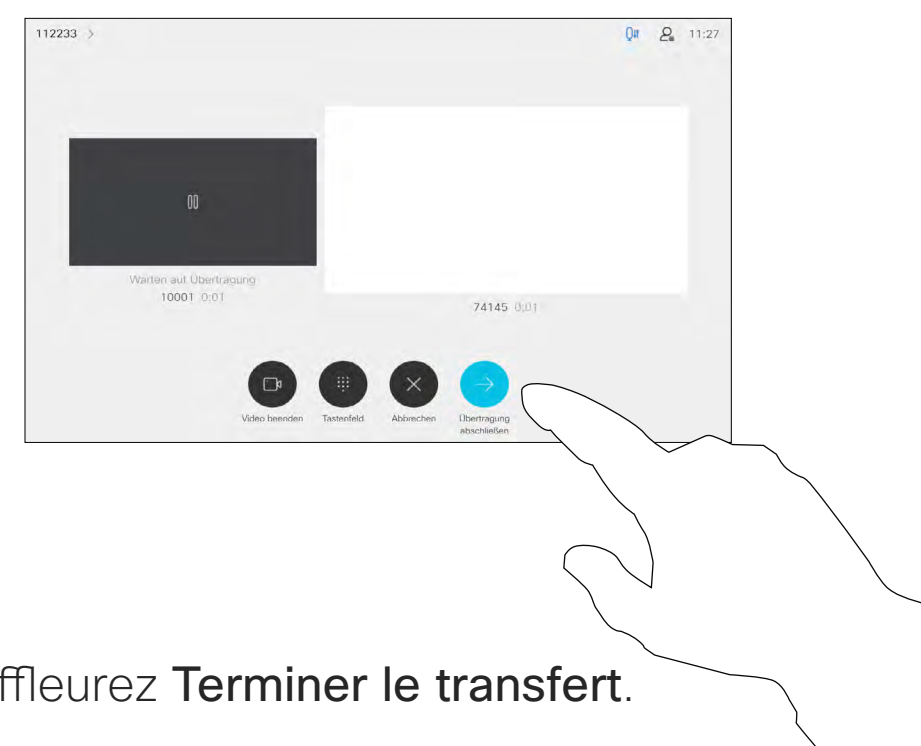 112233 >
11:27
Warten auf Übertragung
10001 0:01
74145 0:01
Video beenden
Tastenfeld
Abbrechen
Übertragung
abschließen
ffleurez Terminer le transfert.